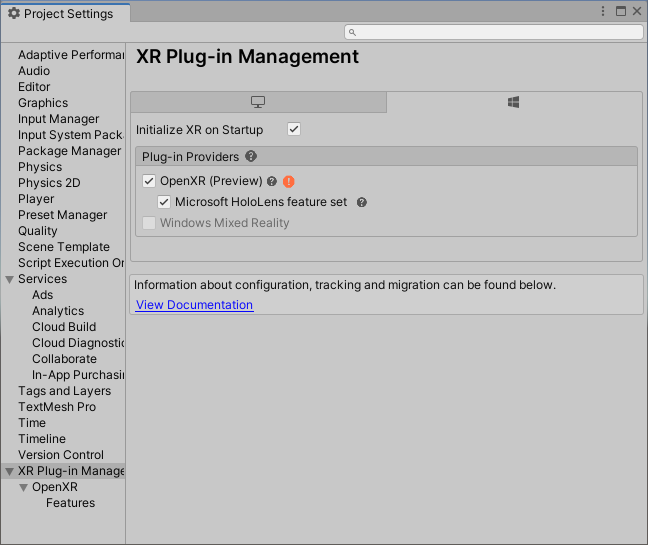 Project Settings
Adaptive Performa
Audio
Editor
Graphics
Input Manager
Input System Packa
Package Manager
Physics
Physics 2D
Player
Preset Manager
Quality
Scene Template
Script Execution Or
Services
Ads
Analytics
Cloud Build
Cloud Diagnostic
Collaborate
In-App Purchasin
Tags and Layers
TextMesh Pro
Time
Timeline
Version Control
XR Plug-in Manage
OpenXR
Features
XR Plug-in Management
Initialize XR on Startup
Plug-in Providers
OpenXR (Preview)
Microsoft HoloLens feature set
Windows Mixed Reality
Information about configuration, tracking and migration can be found below.
View Documentation